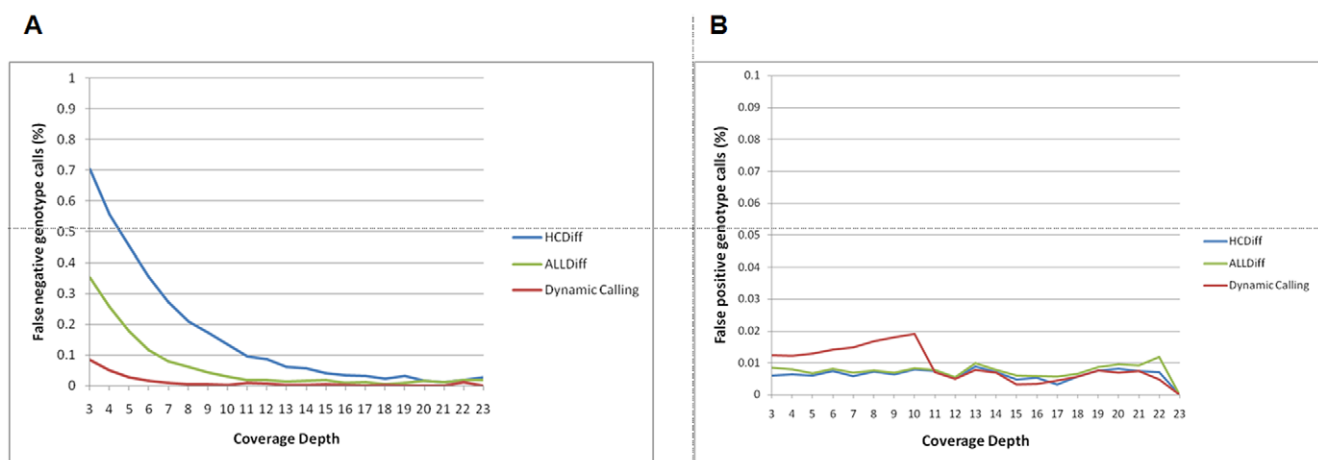 A
False negative genotype calls (%)
1
0.9
0.8
0.7
0.6
0.5
0.4
0.3
0.2
0.1
0
3 4 5 6 7 8 9 10 11 12 13 14 15 16 17 18 19 20 21 22 23
Coverage Depth
HCDiff
ALLDiff
Dynamic Calling
B
False positive genotype calls (%)
0.1
0.09
0.08
0.07
0.06
0.05
0.04
0.03
0.02
0.01
0
3 4 5 6 7 8 9 10 11 12 13 14 15 16 17 18 19 20 21 22 23
Coverage Depth
HCDiff
ALLDiff
Dynamic Calling